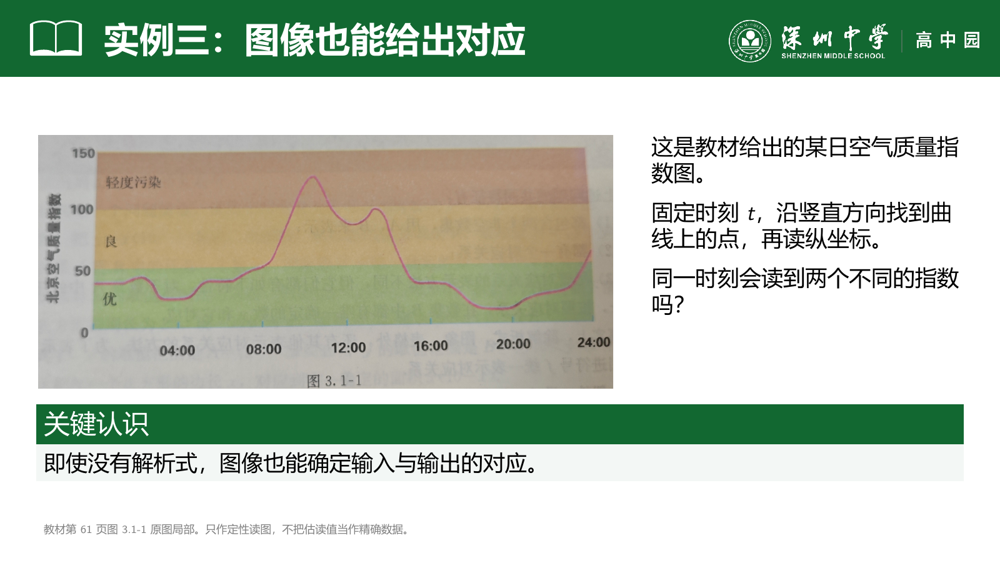 实例三：图像也能给出对应
深圳中学
SHENZHEN MIDDLE SCHOOL
高中园
150
轻度污染
100
良
50
优
0
北京空气质量指数
04:00 08:00 12:00 16:00 20:00 24:00
图 3.1-1
这是教材给出的某日空气质量指
数图。
固定时刻 t，沿竖直方向找到曲
线上的点，再读纵坐标。
同一时刻会读到两个不同的指数
吗？
关键认识
即使没有解析式，图像也能确定输入与输出的对应。
教材第 61 页图 3.1-1 原图局部。只作定性读图，不把估读值当作精确数据。